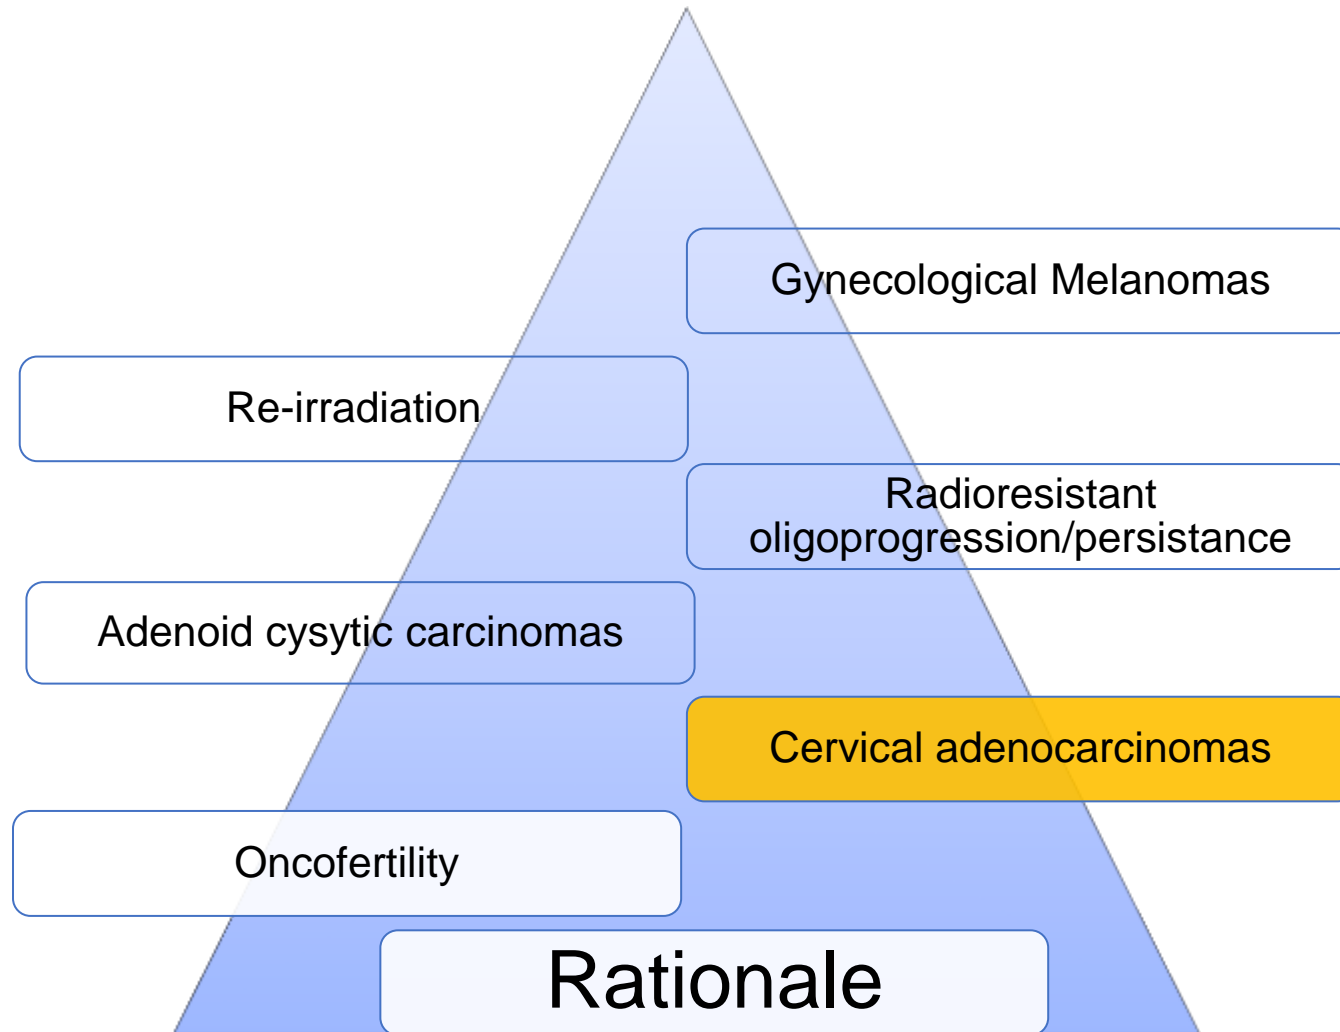 Gynecological Melanomas
Re-irradiation
Radioresistant
oligoprogression/persistance
Adenoid cysytic carcinomas
Cervical adenocarcinomas
Oncofertility
Rationale